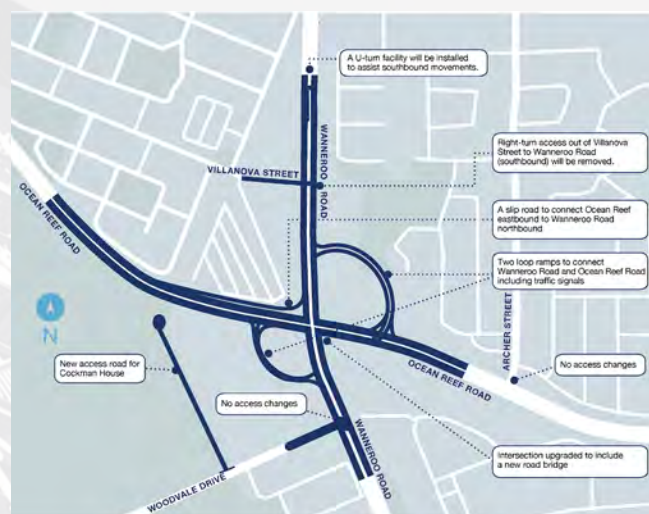 A U-turn facility will be installed
to assist southbound movements.
WANNEROO ROAD
Right-turn access out of Villanova
Street to Wanneroo Road
(southbound) will be removed.
VILLANOVA STREET
OCEAN REEF ROAD
A slip road to connect Ocean Reef
eastbound to Wanneroo Road
northbound
Two loop ramps to connect
Wanneroo Road and Ocean Reef Road
including traffic signals
ARCHER STREET
N
New access road for
Cockman House
OCEAN REEF ROAD
No access changes
No access changes
WANNEROO ROAD
Intersection upgraded to include
a new road bridge
WOODVALE DRIVE